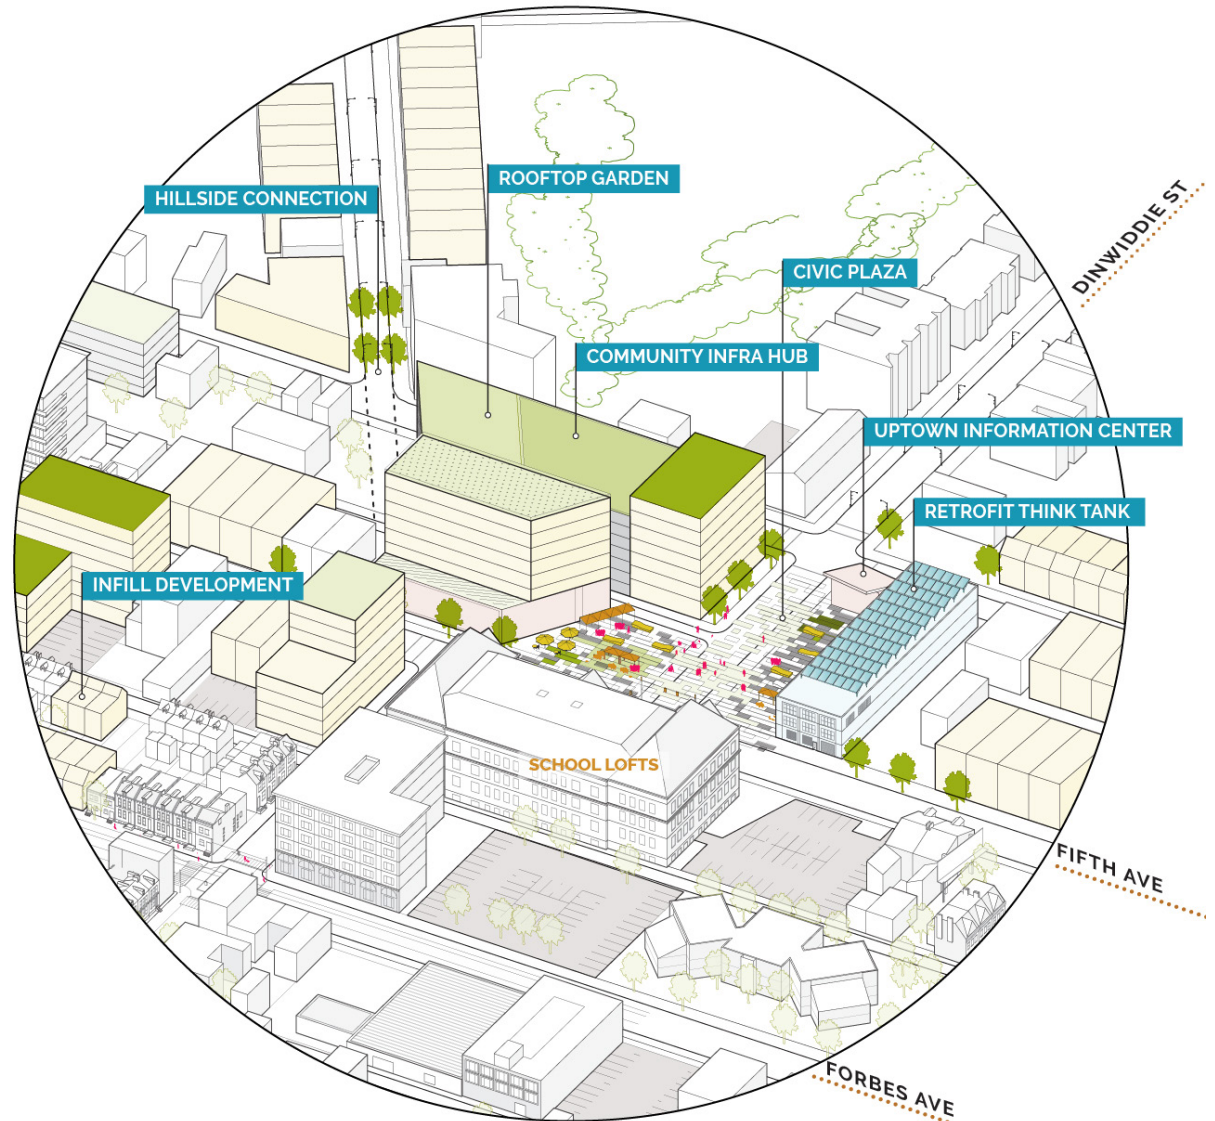 ROOFTOP GARDEN
HILLSIDE CONNECTION
DINWIDDIE ST
CIVIC PLAZA
COMMUNITY INFRA HUB
UPTOWN INFORMATION CENTER
RETROFIT THINK TANK
INFILL DEVELOPMENT
SCHOOL LOFTS
FIFTH AVE
FORBES AVE